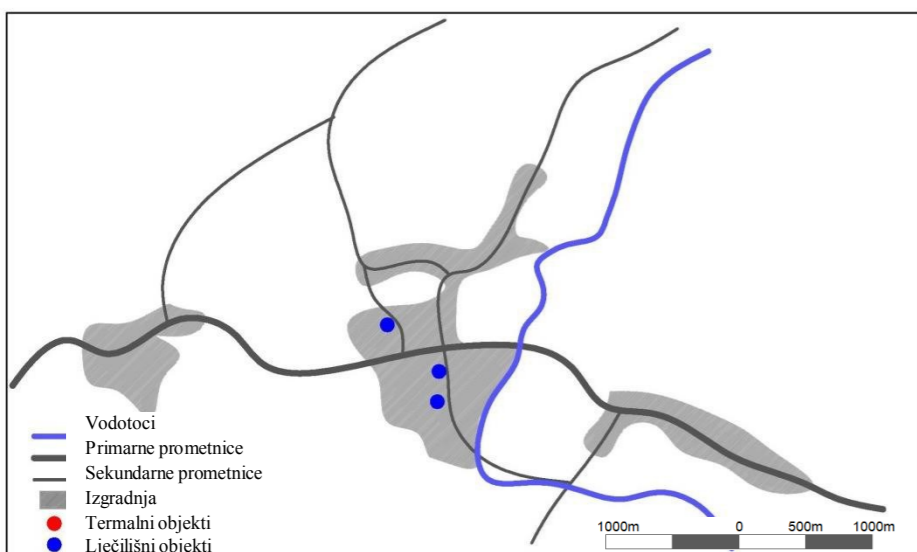 Vodotoci
Primarne prometnice
Sekundarne prometnice
Izgradnja
Termalni objekti
Lječilišni objekti
1000m 0 500m 1000m